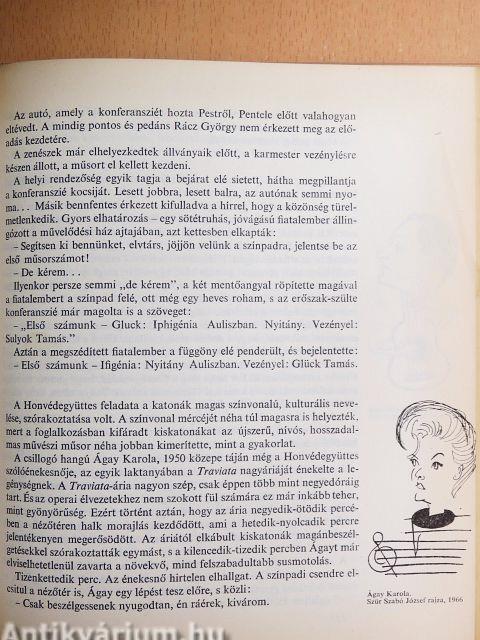 Az autó, amely a konferansziét hozta Pestről, Pentele előtt valahogyan
eltévedt. A mindig pontos és pedáns Rácz György nem érkezett meg az elő-
adás kezdetére.
A zenészek már elhelyezkedtek állványaik előtt, a karmester vezénylésre
készen állott, a műsort el kellett kezdeni.
A helyi rendezőség egyik tagja a bejárat elé sietett, hátha megpillantja
a konferanszié kocsiját. Lesett jobbra, lesett balra, az autónak semmi nyo-
ma... Másik bennfentes érkezett kifulladva a hírrel, hogy a közönség türel-
metlenkedik. Gyors elhatározás – egy sötétruhás, jóvágású fiatalember állin-
gózott a művelődési ház ajtajában, azt kettesben elkapták:
– Segítsen ki bennünket, elvtárs, jöjjön velünk a színpadra, jelentse be az
első műsorszámot!
– De kérem...
Ilyenkor persze semmi „de kérem”, a két mentőangyal röpítette magával
a fiatalembert a színpad felé, ott még egy heves roham, s az erőszak-szülte
konferanszié már magolta is a szöveget:
– „Első számunk – Gluck: Iphigénia Auliszban. Nyitány. Vezényel:
Sulyok Tamás.”
Aztán a megszédített fiatalember a függöny elé penderült, és bejelentette:
– Első számunk – Ifigénia: Nyitány Auliszban. Vezényel: Glück Tamás.
A Honvédegyüttes feladata a katonák magas színvonalú, kulturális neve-
lése, szórakoztatása volt. A színvonal mércéjét néha túl magasra is helyezték,
mert a foglalkozásban kifáradt kiskatonákat az újszerű, nívós, hosszadal-
mas művészi műsor néha jobban kimerítette, mint a gyakorlat.
A csillogó hangú Ágay Karola, 1950 közepe táján még a Honvédegyüttes
szólóénekesnője, az egyik laktanyában a Traviata nagyáriáját énekelte a le-
génységnek. A Traviata-ária nagyon szép, csak éppen több mint negyedóráig
tart. És az operai élvezetekhez nem szokott fül számára ez már inkább teher,
mint gyönyörűség. Ezért történt aztán, hogy az ária negyedik-ötödik percé-
ben a nézőtéren halk morajlás kezdődött, ami a hetedik-nyolcadik percre
jelentékenyen megerősödött. Az áriától elkábult kiskatonák magánbeszél-
getésekkel szórakoztatták egymást, s a kilencedik-tizedik percben Ágayt már
elviselhetetlenül zavarta a növekvő, mind felszabadultabb susmotolás.
Tizenkettedik perc. Az énekesnő hirtelen elhallgat. A színpadi csendre el-
csitul a nézőtér is, Ágay egy lépést tesz előre, s közli:
– Csak beszélgessenek nyugodtan, én ráérek, kivárom.
Ágay Karola.
Szűr Szabó József rajza, 1966
Antikvárium.hu